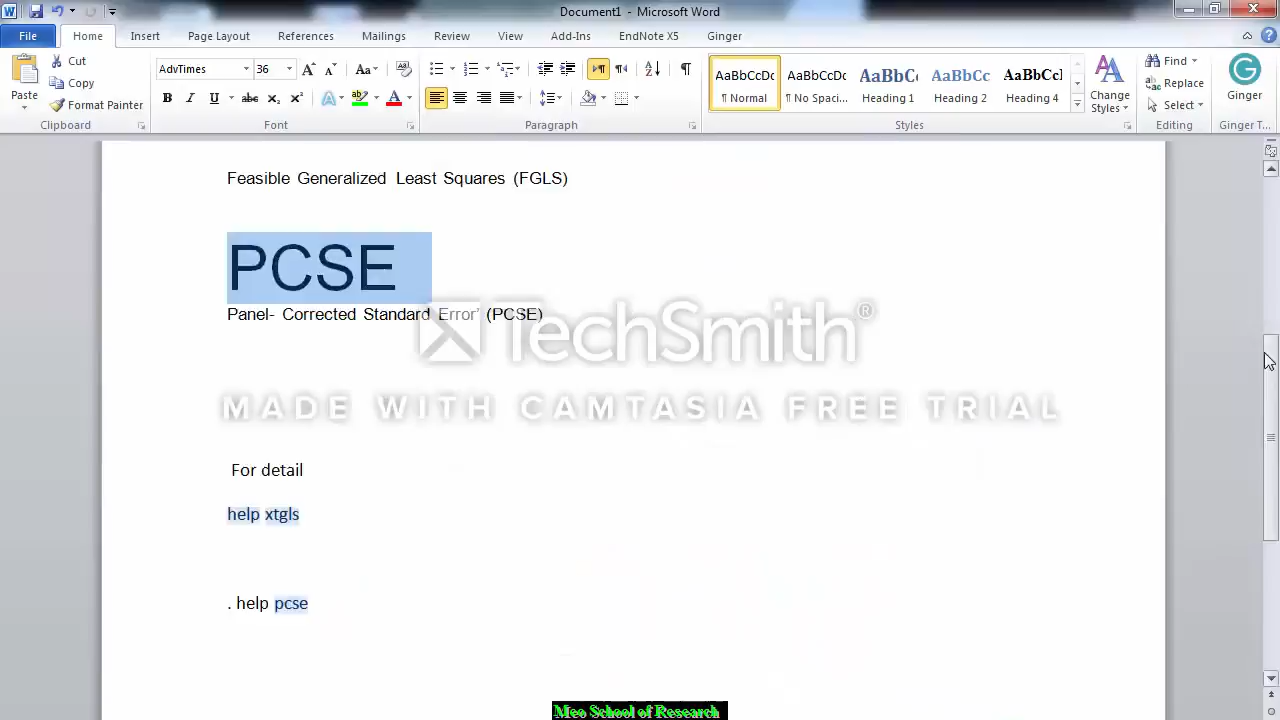 Document1 - Microsoft Word
File Home Insert Page Layout References Mailings Review View Add-Ins EndNote X5 Ginger
Paste
Cut
Copy
Format Painter
Clipboard
AdvTimes 36
Font
Paragraph
AaBbCcDc AaBbCcDc AaBbCc AaBbCc AaBbCcI
¶ Normal ¶ No Spaci... Heading 1 Heading 2 Heading 4
Change Styles
Styles
Find
Replace
Select
Editing
Ginger
Ginger T...
Feasible Generalized Least Squares (FGLS)
PCSE
Panel- Corrected Standard Error' (PCSE)
TechSmith®
MADE WITH CAMTASIA FREE TRIAL
For detail
help xtgls
. help pcse
Meo School of Research